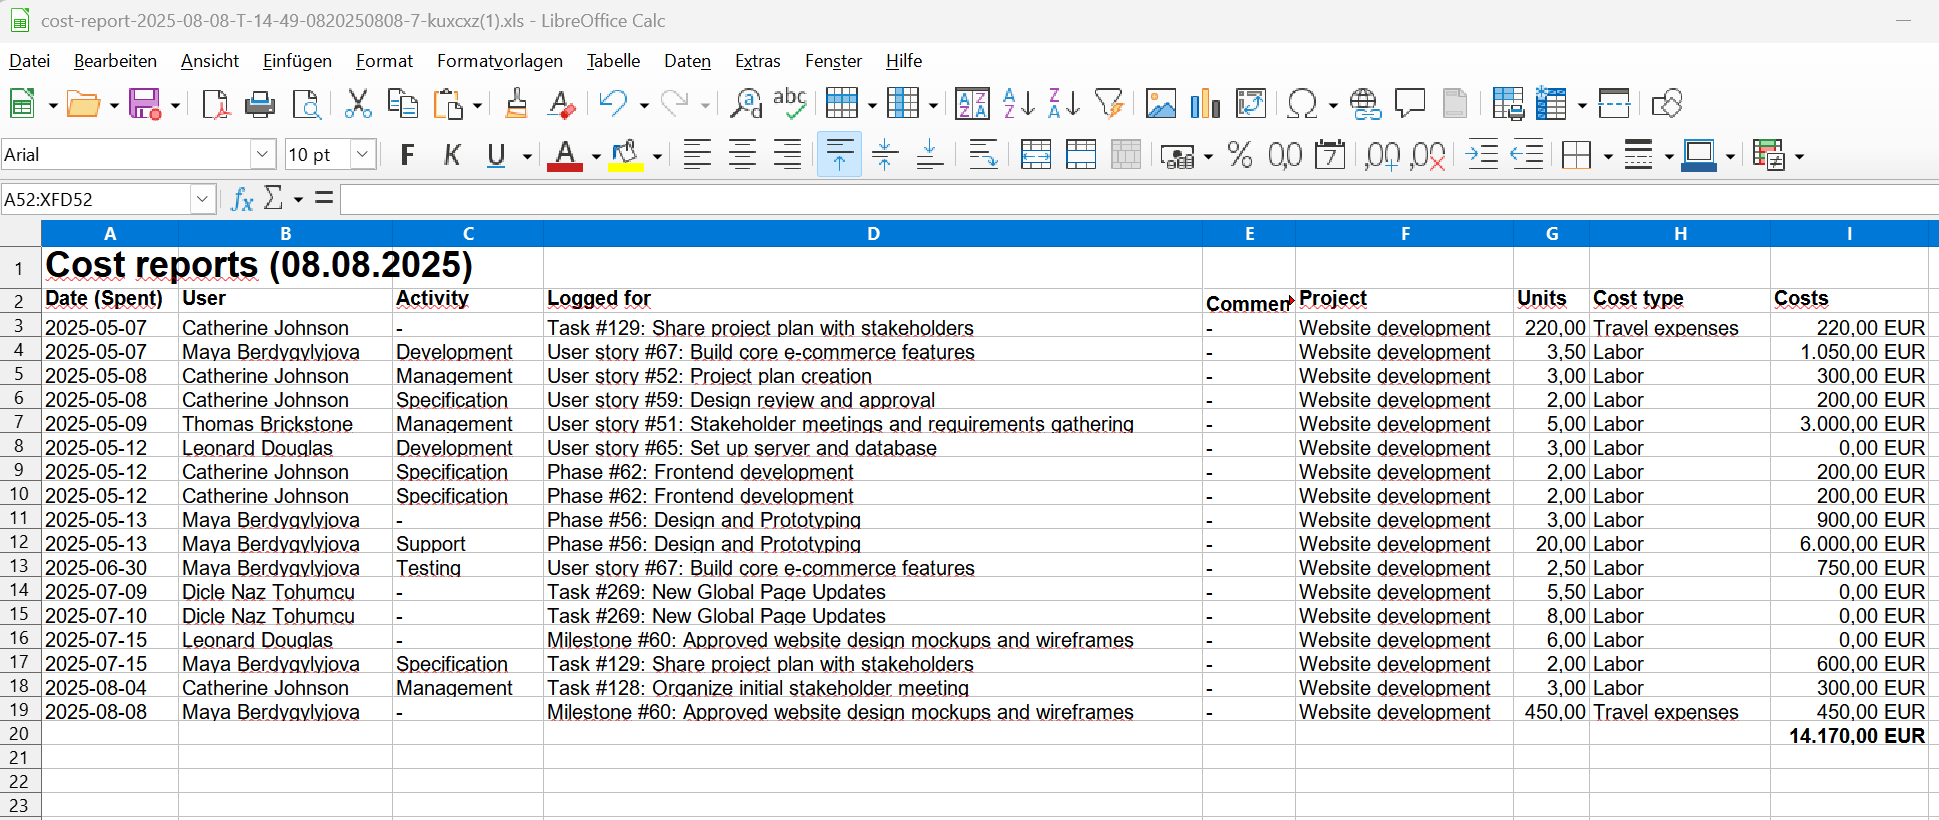 cost-report-2025-08-08-T-14-49-0820250808-7-kuxcxz(1).xls - LibreOffice Calc
Datei Bearbeiten Ansicht Einfügen Format Formatvorlagen Tabelle Daten Extras Fenster Hilfe
Arial 10 pt F K U
A52:XFD52
A B C D E F G H I
1 Cost reports (08.08.2025)
2 Date (Spent) User Activity Logged for Commen Project Units Cost type Costs
3 2025-05-07 Catherine Johnson - Task #129: Share project plan with stakeholders - Website development 220,00 Travel expenses 220,00 EUR
4 2025-05-07 Maya Berdygylyjova Development User story #67: Build core e-commerce features - Website development 3,50 Labor 1.050,00 EUR
5 2025-05-08 Catherine Johnson Management User story #52: Project plan creation - Website development 3,00 Labor 300,00 EUR
6 2025-05-08 Catherine Johnson Specification User story #59: Design review and approval - Website development 2,00 Labor 200,00 EUR
7 2025-05-09 Thomas Brickstone Management User story #51: Stakeholder meetings and requirements gathering - Website development 5,00 Labor 3.000,00 EUR
8 2025-05-12 Leonard Douglas Development User story #65: Set up server and database - Website development 3,00 Labor 0,00 EUR
9 2025-05-12 Catherine Johnson Specification Phase #62: Frontend development - Website development 2,00 Labor 200,00 EUR
10 2025-05-12 Catherine Johnson Specification Phase #62: Frontend development - Website development 2,00 Labor 200,00 EUR
11 2025-05-13 Maya Berdygylyjova - Phase #56: Design and Prototyping - Website development 3,00 Labor 900,00 EUR
12 2025-05-13 Maya Berdygylyjova Support Phase #56: Design and Prototyping - Website development 20,00 Labor 6.000,00 EUR
13 2025-06-30 Maya Berdygylyjova Testing User story #67: Build core e-commerce features - Website development 2,50 Labor 750,00 EUR
14 2025-07-09 Dicle Naz Tohumcu - Task #269: New Global Page Updates - Website development 5,50 Labor 0,00 EUR
15 2025-07-10 Dicle Naz Tohumcu - Task #269: New Global Page Updates - Website development 8,00 Labor 0,00 EUR
16 2025-07-15 Leonard Douglas - Milestone #60: Approved website design mockups and wireframes - Website development 6,00 Labor 0,00 EUR
17 2025-07-15 Maya Berdygylyjova Specification Task #129: Share project plan with stakeholders - Website development 2,00 Labor 600,00 EUR
18 2025-08-04 Catherine Johnson Management Task #128: Organize initial stakeholder meeting - Website development 3,00 Labor 300,00 EUR
19 2025-08-08 Maya Berdygylyjova - Milestone #60: Approved website design mockups and wireframes - Website development 450,00 Travel expenses 450,00 EUR
20 14.170,00 EUR
21
22
23